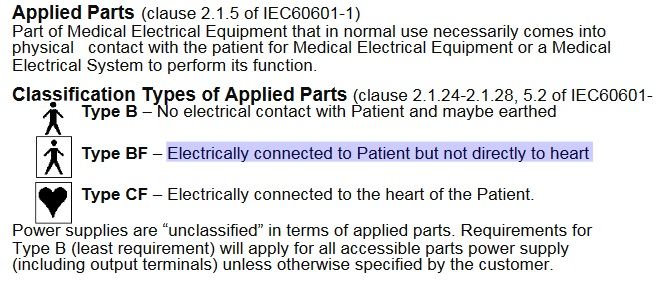 Applied Parts (clause 2.1.5 of IEC60601-1)
Part of Medical Electrical Equipment that in normal use necessarily comes into
physical contact with the patient for Medical Electrical Equipment or a Medical
Electrical System to perform its function.
Classification Types of Applied Parts (clause 2.1.24-2.1.28, 5.2 of IEC60601-
Type B – No electrical contact with Patient and maybe earthed
Type BF – Electrically connected to Patient but not directly to heart
Type CF – Electrically connected to the heart of the Patient.
Power supplies are “unclassified” in terms of applied parts. Requirements for
Type B (least requirement) will apply for all accessible parts power supply
(including output terminals) unless otherwise specified by the customer.